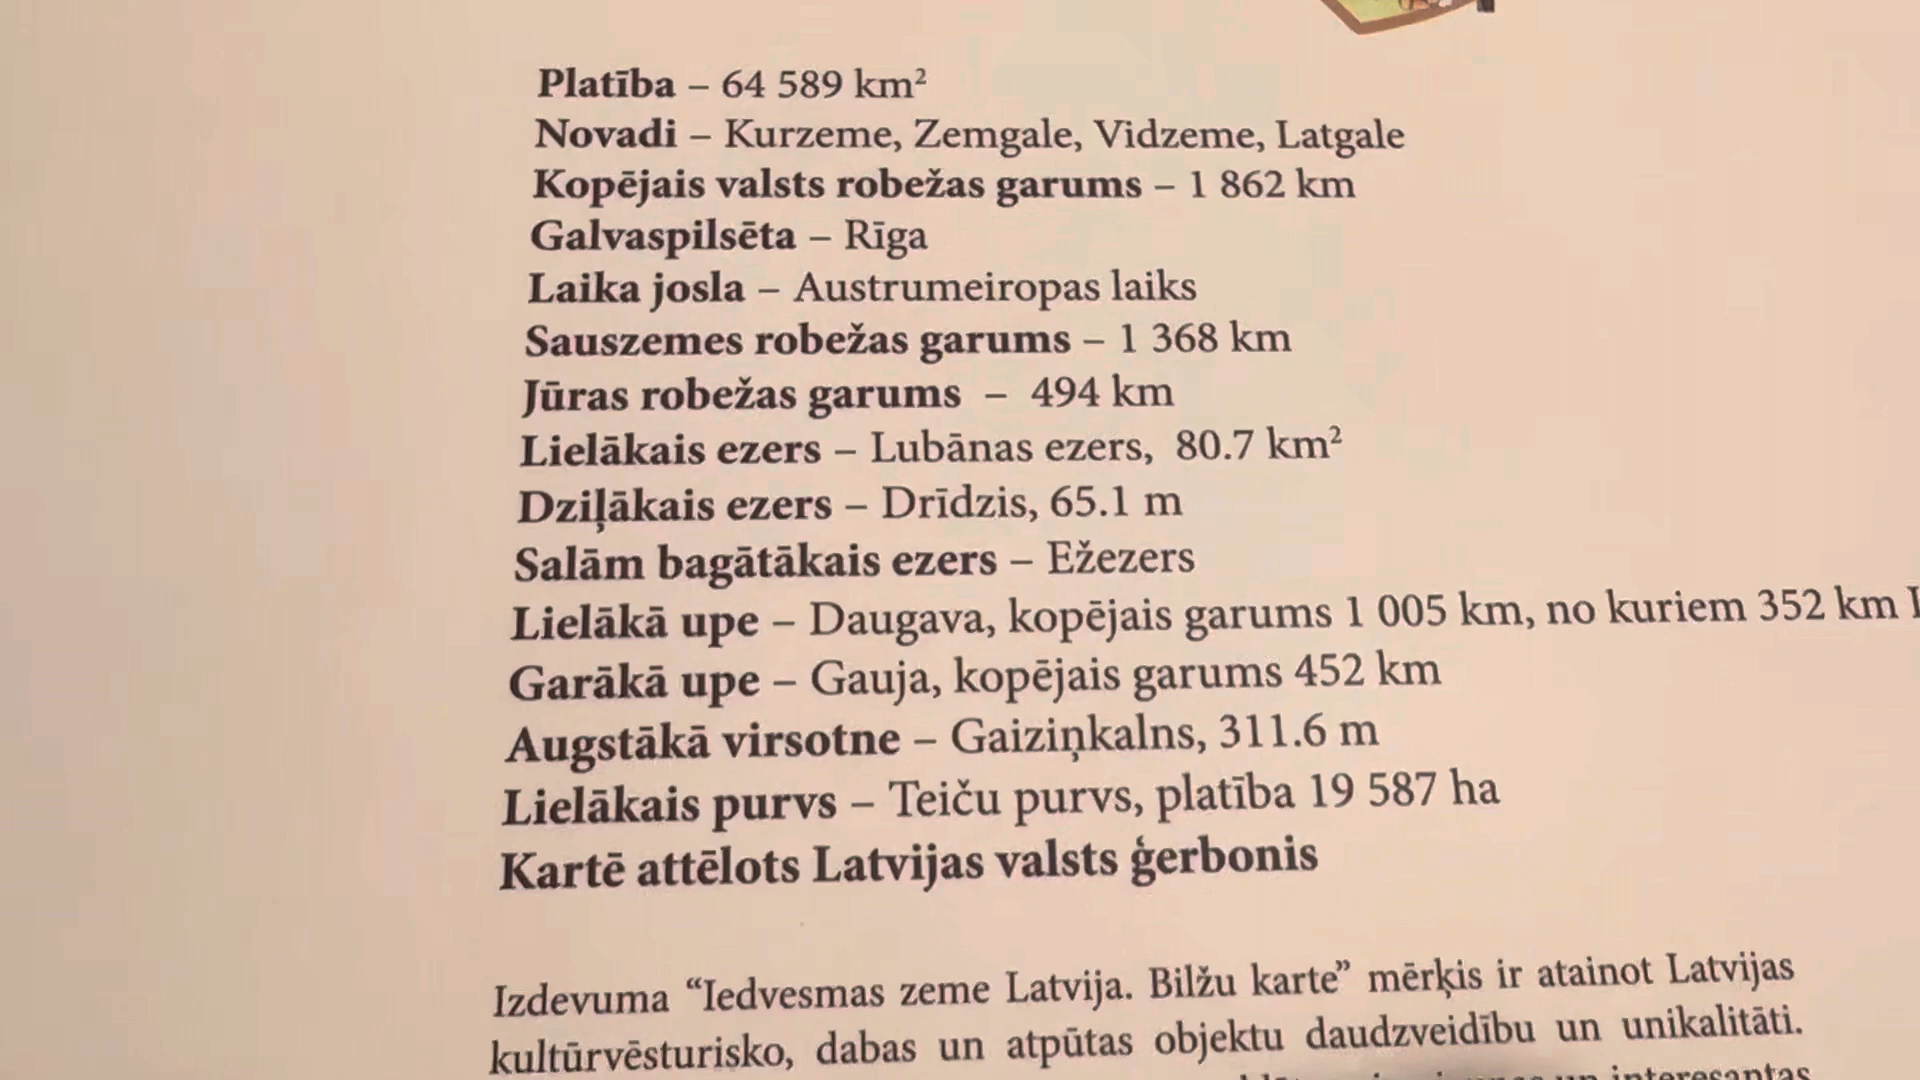 Platība – 64 589 km²
Novadi – Kurzeme, Zemgale, Vidzeme, Latgale
Kopējais valsts robežas garums – 1 862 km
Galvaspilsēta – Rīga
Laika josla – Austrumeiropas laiks
Sauszemes robežas garums – 1 368 km
Jūras robežas garums – 494 km
Lielākais ezers – Lubānas ezers, 80.7 km²
Dziļākais ezers – Drīdzis, 65.1 m
Salām bagātākais ezers – Ežezers
Lielākā upe – Daugava, kopējais garums 1 005 km, no kuriem 352 km
Garākā upe – Gauja, kopējais garums 452 km
Augstākā virsotne – Gaiziņkalns, 311.6 m
Lielākais purvs – Teiču purvs, platība 19 587 ha
Kartē attēlots Latvijas valsts ģerbonis
Izdevuma “Iedvesmas zeme Latvija. Bilžu karte” mērķis ir atainot Latvijas
kultūrvēsturisko, dabas un atpūtas objektu daudzveidību un unikalitāti.
un interesantas